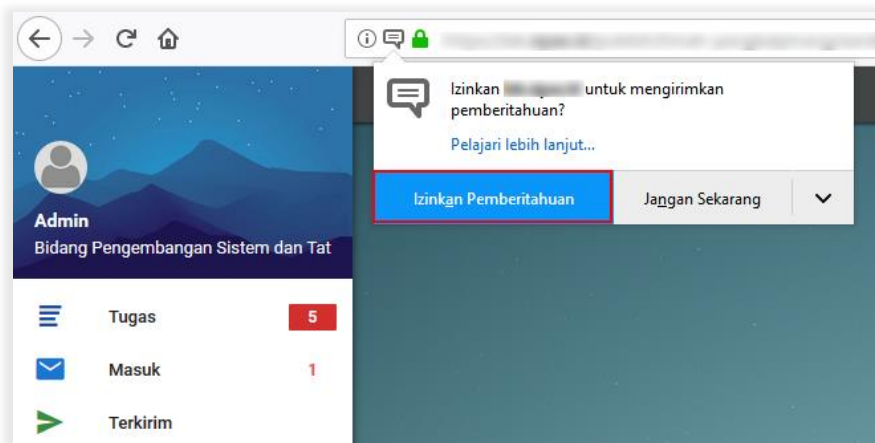 Izinkan untuk mengirimkan
pemberitahuan?
Pelajari lebih lanjut...
Izinkan Pemberitahuan
Jangan Sekarang
Admin
Bidang Pengembangan Sistem dan Tat
Tugas 5
Masuk 1
Terkirim